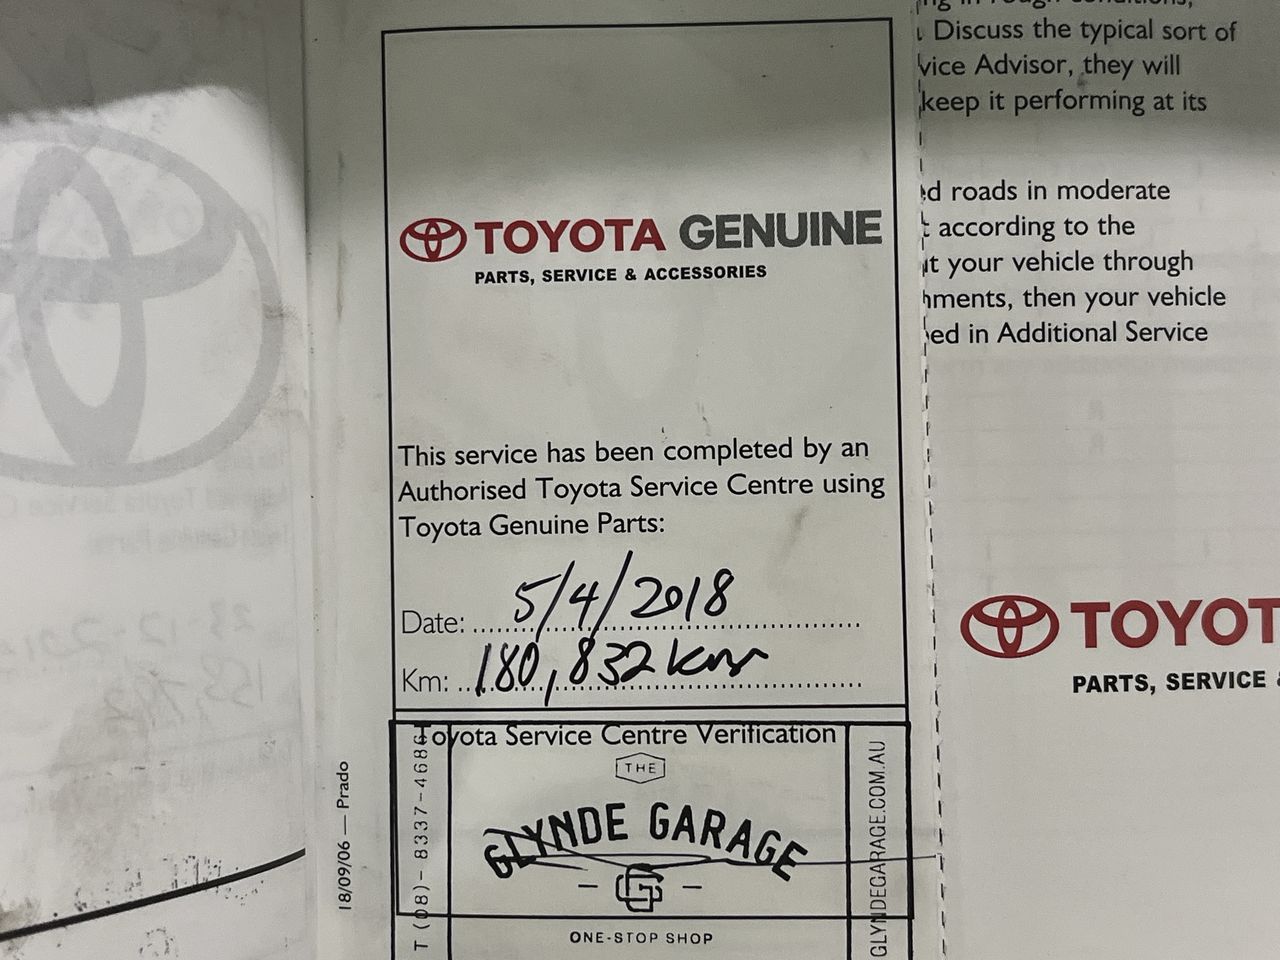 TOYOTA GENUINE
PARTS, SERVICE & ACCESSORIES
This service has been completed by an
Authorised Toyota Service Centre using
Toyota Genuine Parts:
Date: 5/4/2018
Km: 180,832 km
Toyota Service Centre Verification
THE
GLYNDE GARAGE
GG
ONE-STOP SHOP
T (08)- 8337-4686
GLYNDEGARAGE.COM.AU
18/09/06 — Prado
Discuss the typical sort of
vice Advisor, they will
keep it performing at its
ed roads in moderate
t according to the
ut your vehicle through
nments, then your vehicle
ed in Additional Service
TOYOT
PARTS, SERVICE &